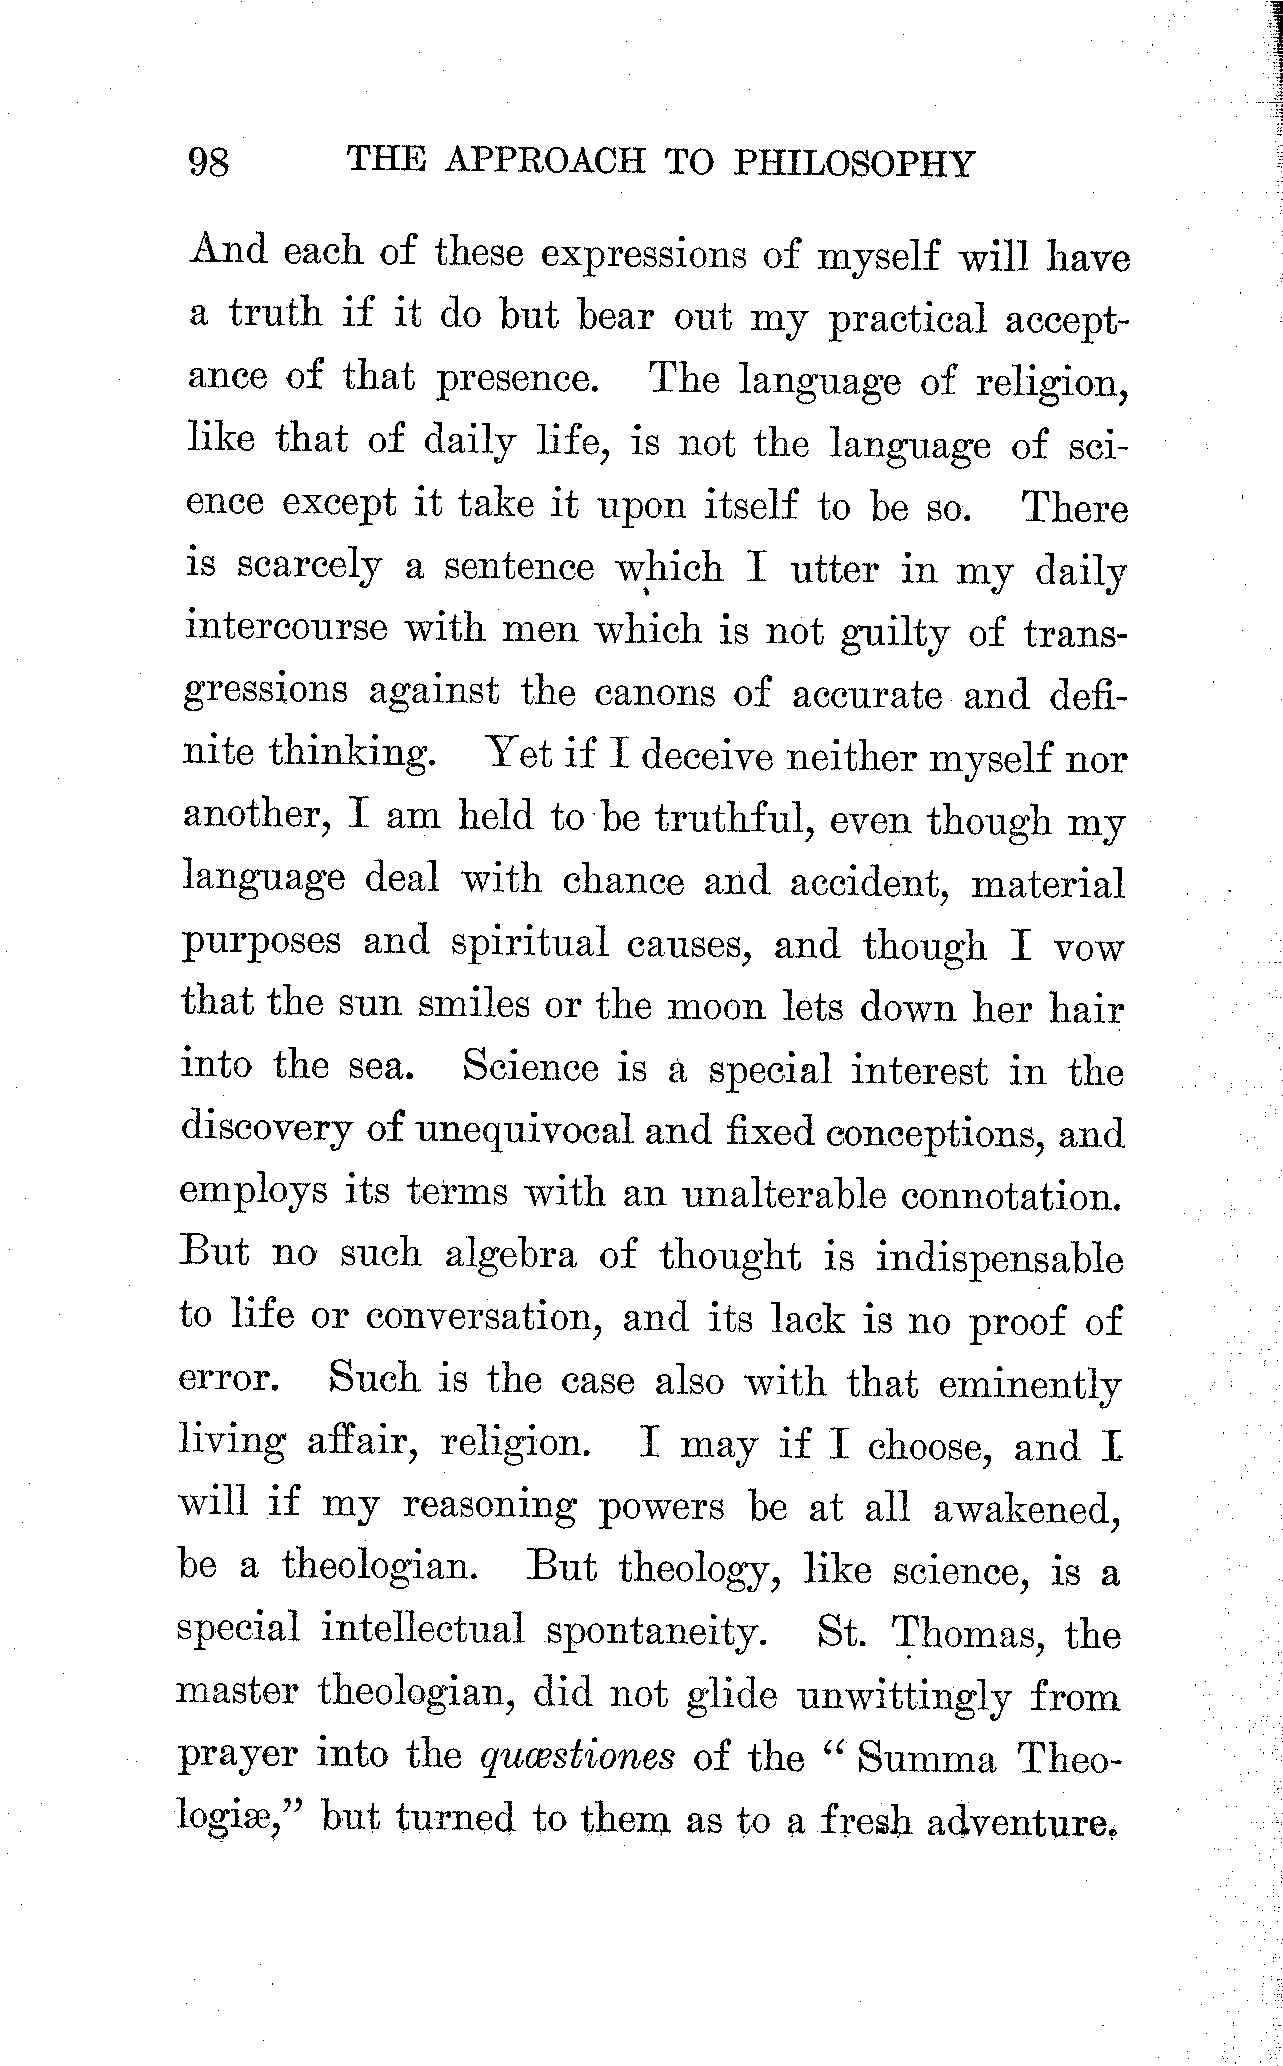 98 THE APPROACH TO PHILOSOPHY
And each of these expressions of myself will have
a truth if it do but bear out my practical accept-
ance of that presence. The language of religion,
like that of daily life, is not the language of sci-
ence except it take it upon itself to be so. There
is scarcely a sentence which I utter in my daily
intercourse with men which is not guilty of trans-
gressions against the canons of accurate and defi-
nite thinking. Yet if I deceive neither myself nor
another, I am held to be truthful, even though my
language deal with chance and accident, material
purposes and spiritual causes, and though I vow
that the sun smiles or the moon lets down her hair
into the sea. Science is a special interest in the
discovery of unequivocal and fixed conceptions, and
employs its terms with an unalterable connotation.
But no such algebra of thought is indispensable
to life or conversation, and its lack is no proof of
error. Such is the case also with that eminently
living affair, religion. I may if I choose, and I
will if my reasoning powers be at all awakened,
be a theologian. But theology, like science, is a
special intellectual spontaneity. St. Thomas, the
master theologian, did not glide unwittingly from
prayer into the quæstiones of the “ Summa Theo-
logiæ,” but turned to them as to a fresh adventure.